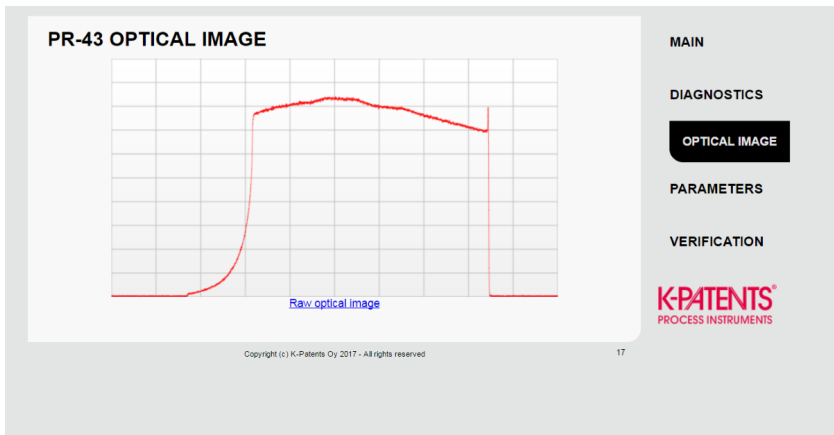 PR-43 OPTICAL IMAGE
Raw optical image
Copyright (c) K-Patents Oy 2017 - All rights reserved
17
MAIN
DIAGNOSTICS
OPTICAL IMAGE
PARAMETERS
VERIFICATION
K-PATENTS®
PROCESS INSTRUMENTS